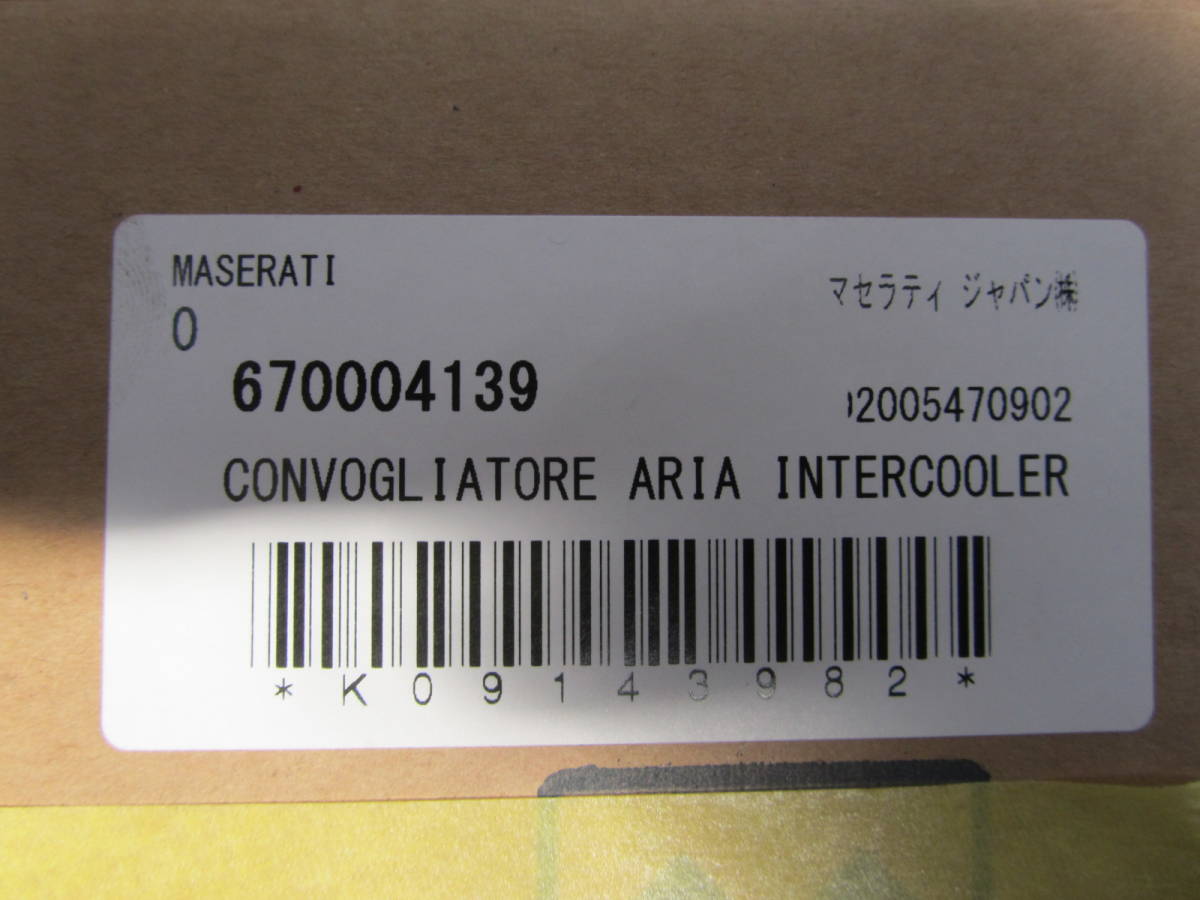 MASERATI
マセラティ ジャパン㈱
0
670004139
2005470902
CONVOGLIATORE ARIA INTERCOOLER
*K09143982*